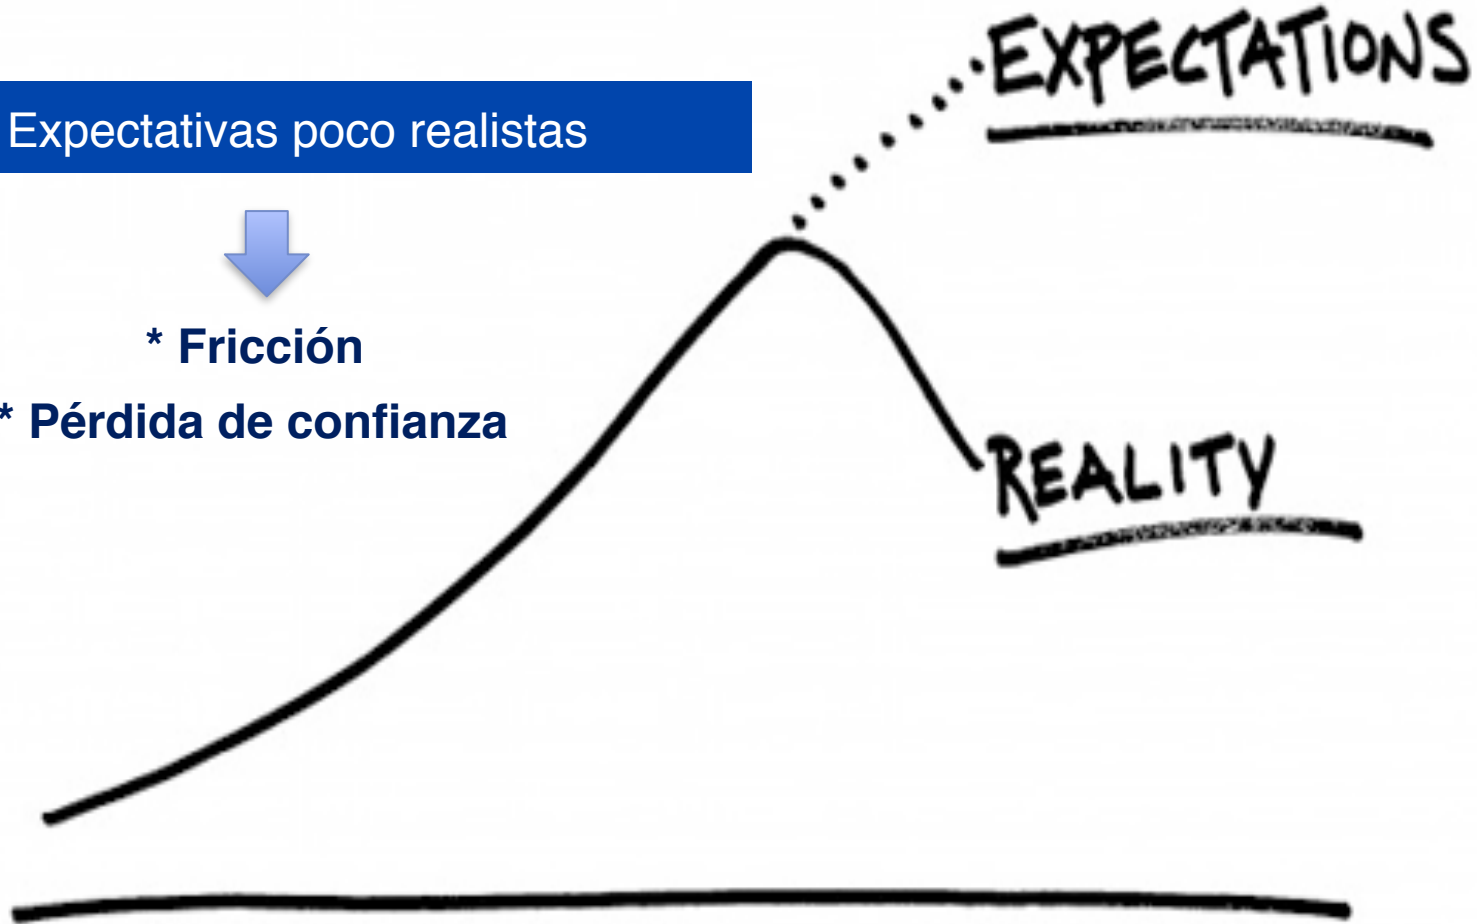 EXPECTATIONS
Expectativas poco realistas
* Fricción
* Pérdida de confianza
REALITY